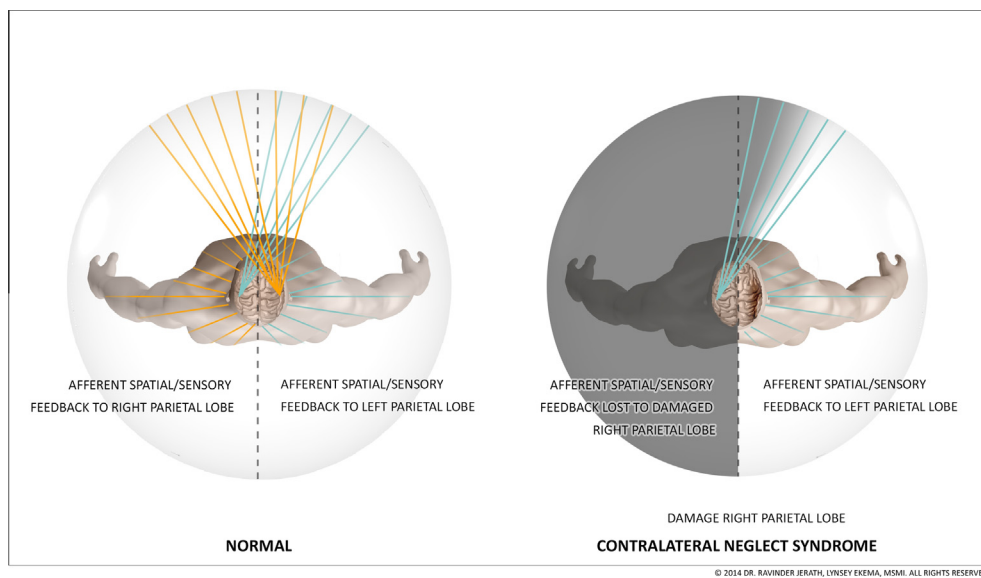 AFFERENT SPATIAL/SENSORY
FEEDBACK TO RIGHT PARIETAL LOBE
AFFERENT SPATIAL/SENSORY
FEEDBACK TO LEFT PARIETAL LOBE
NORMAL
AFFERENT SPATIAL/SENSORY
FEEDBACK LOST TO DAMAGED
RIGHT PARIETAL LOBE
AFFERENT SPATIAL/SENSORY
FEEDBACK TO LEFT PARIETAL LOBE
DAMAGE RIGHT PARIETAL LOBE
CONTRALATERAL NEGLECT SYNDROME
© 2014 DR. RAVINDER JERATH, LYNSEY EKEMA, MSMI. ALL RIGHTS RESERVE